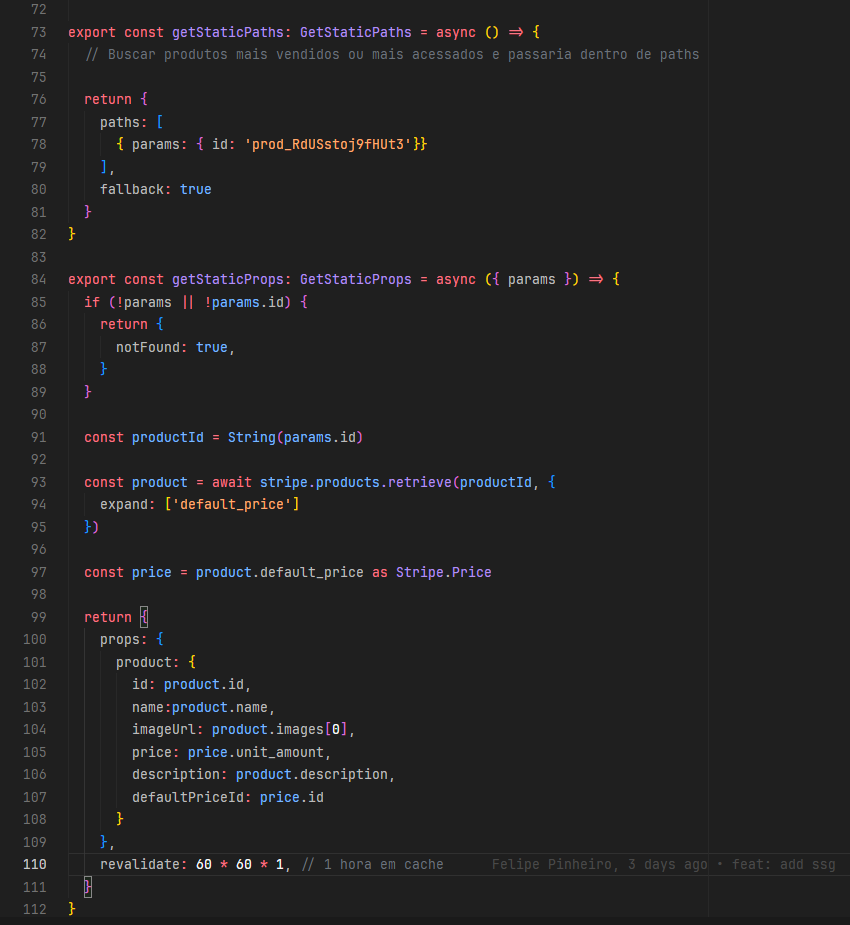 72
73 export const getStaticPaths: GetStaticPaths = async () => {
74   // Buscar produtos mais vendidos ou mais acessados e passaria dentro de paths
75
76   return {
77     paths: [
78       { params: { id: 'prod_RdUSstoj9fHUt3'}}
79     ],
80     fallback: true
81   }
82 }
83
84 export const getStaticProps: GetStaticProps = async ({ params }) => {
85   if (!params || !params.id) {
86     return {
87       notFound: true,
88     }
89   }
90
91   const productId = String(params.id)
92
93   const product = await stripe.products.retrieve(productId, {
94     expand: ['default_price']
95   })
96
97   const price = product.default_price as Stripe.Price
98
99   return {
100     props: {
101       product: {
102         id: product.id,
103         name:product.name,
104         imageUrl: product.images[0],
105         price: price.unit_amount,
106         description: product.description,
107         defaultPriceId: price.id
108       }
109     },
110     revalidate: 60 * 60 * 1, // 1 hora em cache      Felipe Pinheiro, 3 days ago • feat: add ssg
111   }
112 }